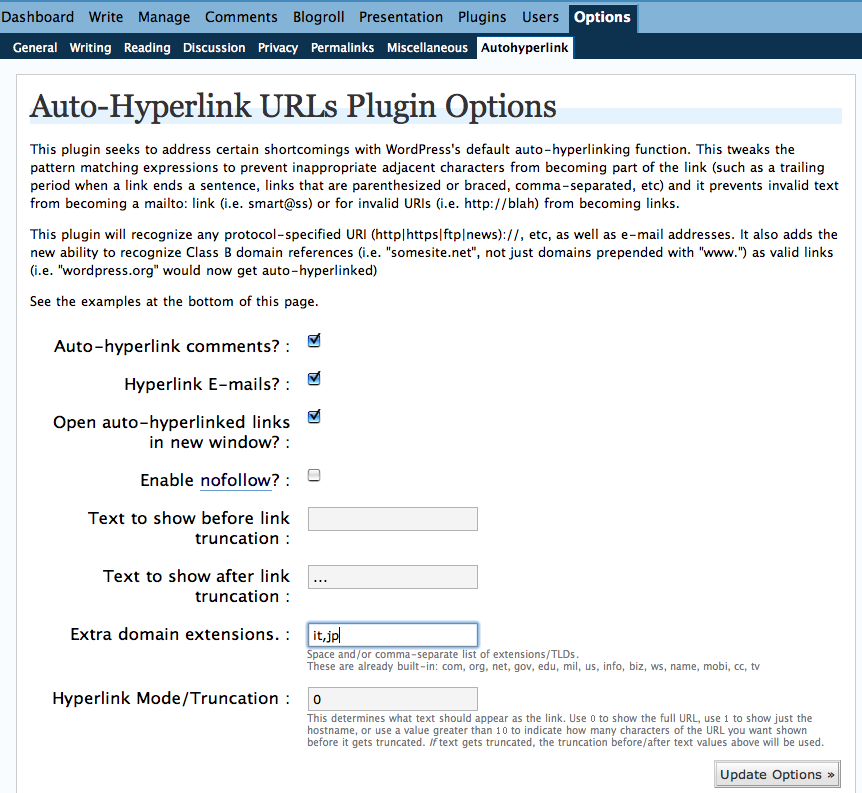 Dashboard Write Manage Comments Blogroll Presentation Plugins Users Options
General Writing Reading Discussion Privacy Permalinks Miscellaneous Autohyperlink
Auto-Hyperlink URLs Plugin Options
This plugin seeks to address certain shortcomings with WordPress's default auto-hyperlinking function. This tweaks the
pattern matching expressions to prevent inappropriate adjacent characters from becoming part of the link (such as a trailing
period when a link ends a sentence, links that are parenthesized or braced, comma-separated, etc) and it prevents invalid text
from becoming a mailto: link (i.e. smart@ss) or for invalid URIs (i.e. http://blah) from becoming links.
This plugin will recognize any protocol-specified URI (http|https|ftp|news)://, etc, as well as e-mail addresses. It also adds the
new ability to recognize Class B domain references (i.e. "somesite.net", not just domains prepended with "www.") as valid links
(i.e. "wordpress.org" would now get auto-hyperlinked)
See the examples at the bottom of this page.
Auto-hyperlink comments? :
Hyperlink E-mails? :
Open auto-hyperlinked links
in new window? :
Enable nofollow? :
Text to show before link
truncation :
Text to show after link
truncation :
...
Extra domain extensions. :
it,jp
Space and/or comma-separate list of extensions/TLDs.
These are already built-in: com, org, net, gov, edu, mil, us, info, biz, ws, name, mobi, cc, tv
Hyperlink Mode/Truncation :
0
This determines what text should appear as the link. Use 0 to show the full URL, use 1 to show just the
hostname, or use a value greater than 10 to indicate how many characters of the URL you want shown
before it gets truncated. If text gets truncated, the truncation before/after text values above will be used.
Update Options »